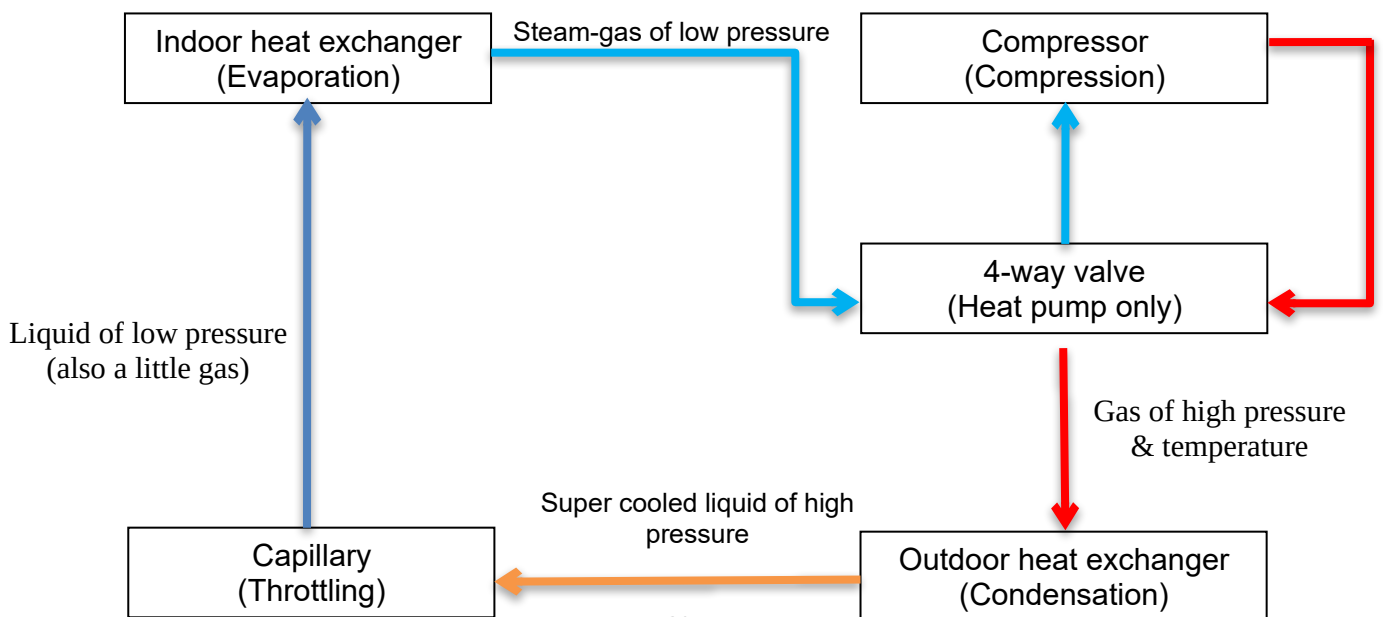 Indoor heat exchanger
(Evaporation)
Steam-gas of low pressure
Compressor
(Compression)
4-way valve
(Heat pump only)
Liquid of low pressure
(also a little gas)
Gas of high pressure
& temperature
Super cooled liquid of high
pressure
Capillary
(Throttling)
Outdoor heat exchanger
(Condensation)